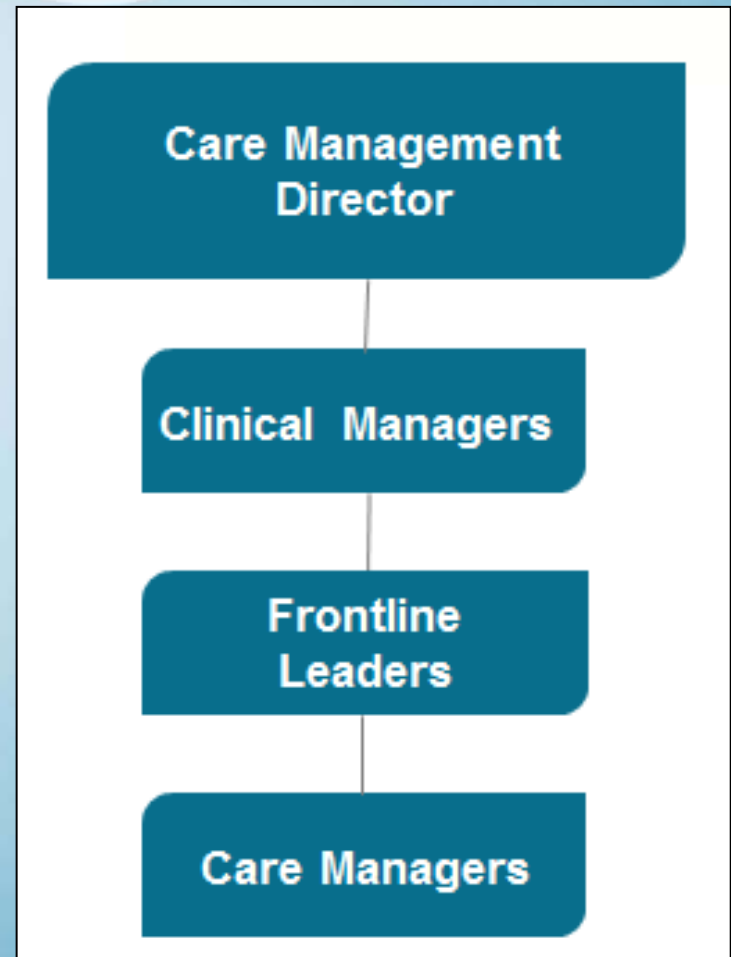 Care Management
Director
Clinical  Managers
Frontline
Leaders
Care Managers